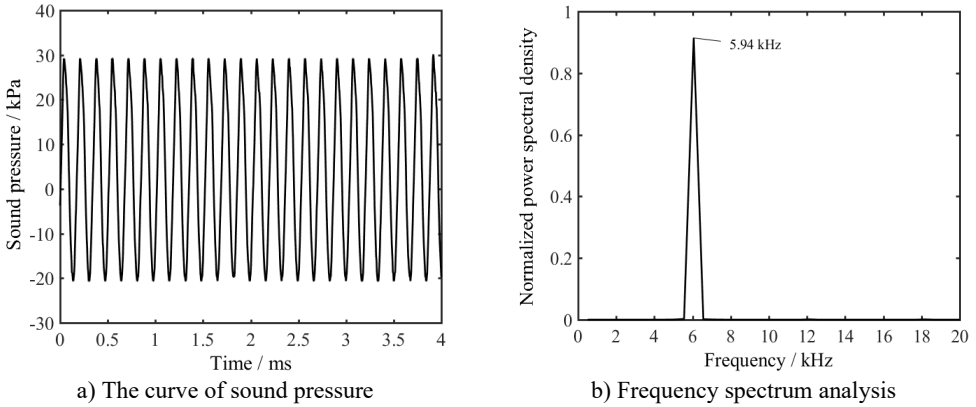 40
30
20
10
0
-10
-20
-30
Sound pressure / kPa
0 0.5 1 1.5 2 2.5 3 3.5 4
Time / ms
a) The curve of sound pressure
1
0.8
0.6
0.4
0.2
0
Normalized power spectral density
5.94 kHz
2 4 6 8 10 12 14 16 18 20
Frequency / kHz
b) Frequency spectrum analysis